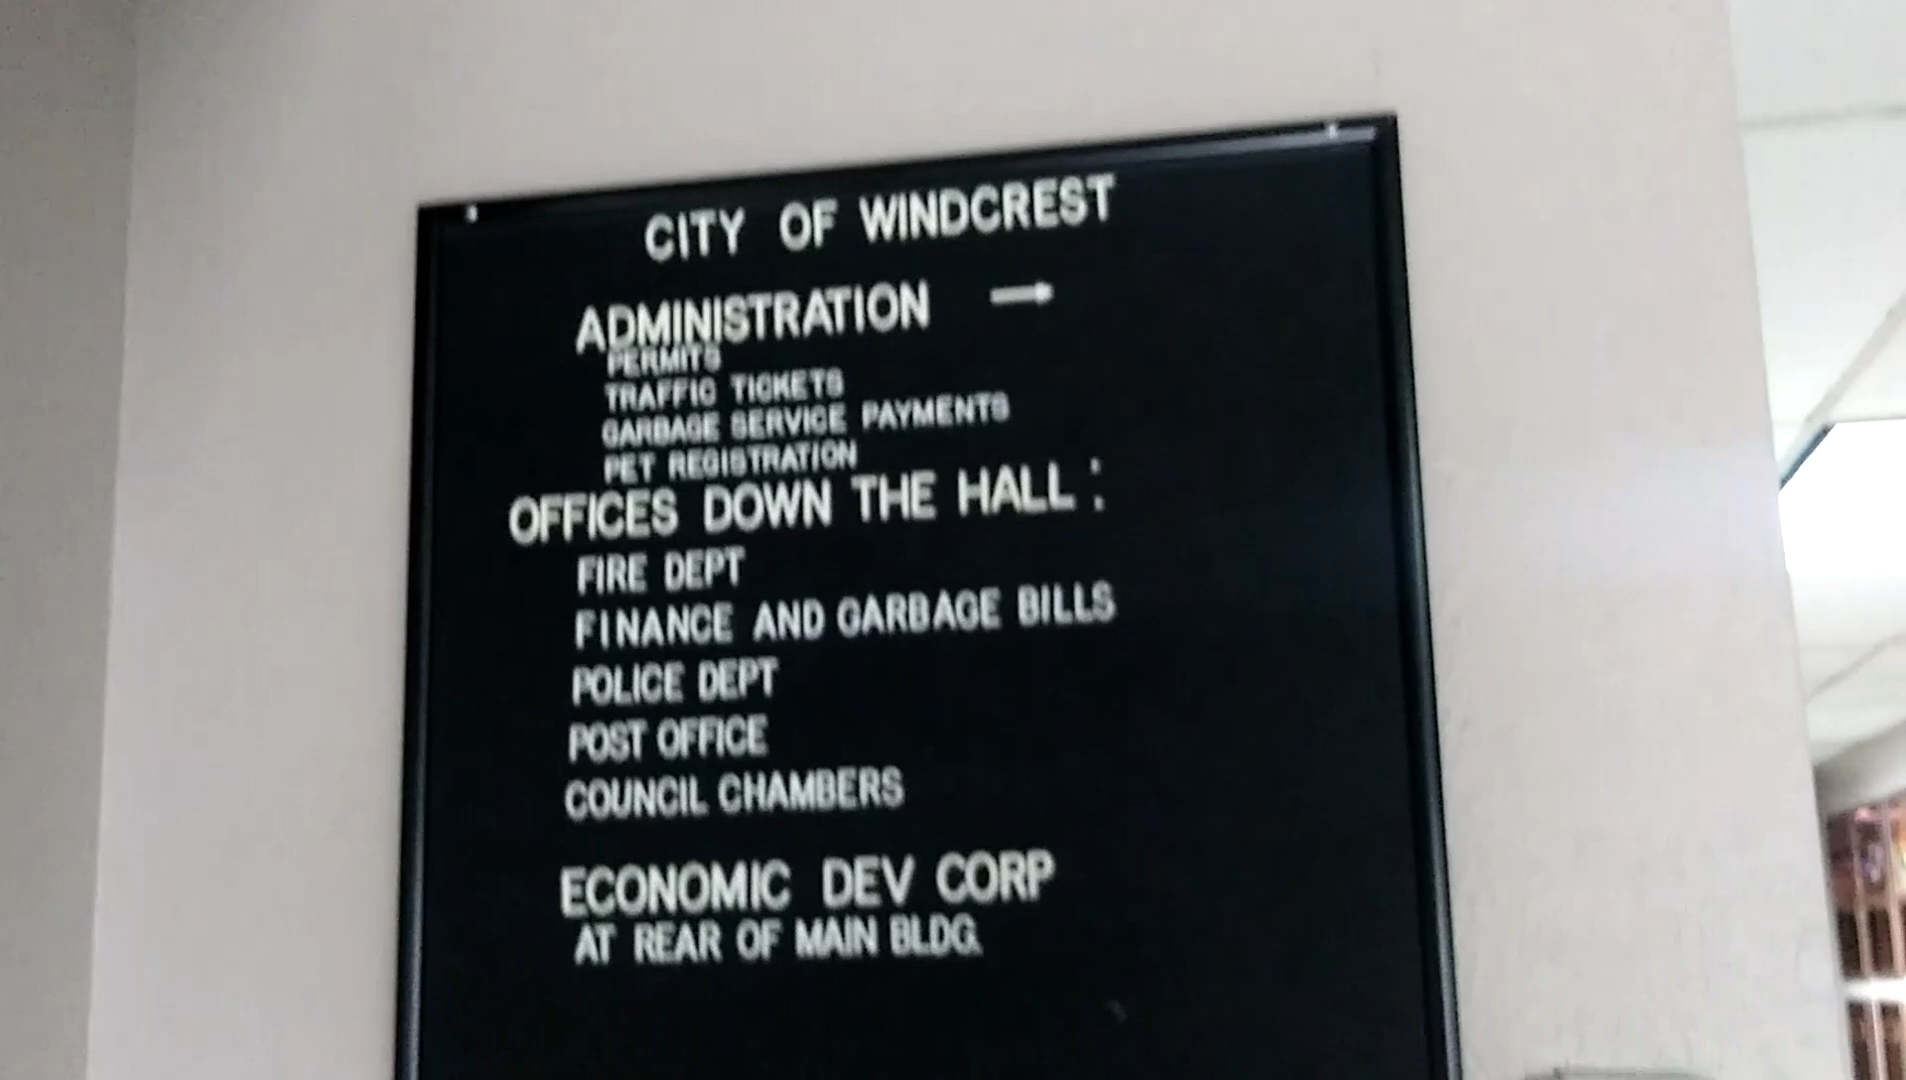 CITY OF WINDCREST
ADMINISTRATION →
PERMITS
TRAFFIC TICKETS
GARBAGE SERVICE PAYMENTS
PET REGISTRATION
OFFICES DOWN THE HALL :
FIRE DEPT
FINANCE AND GARBAGE BILLS
POLICE DEPT
POST OFFICE
COUNCIL CHAMBERS
ECONOMIC DEV CORP
AT REAR OF MAIN BLDG.